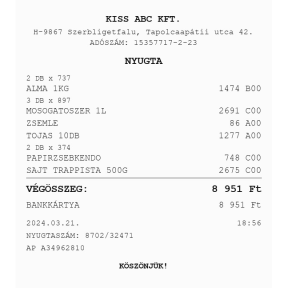 KISS ABC KFT.
H-9867 Szerbligetfalu, Tapolcaapátii utca 42.
ADÓSZÁM: 15357717-2-23
NYUGTA
2 DB x 737
ALMA 1KG 1474 B00
3 DB x 897
MOSOGATOSZER 1L 2691 C00
ZSEMLE 86 A00
TOJAS 10DB 1277 A00
2 DB x 374
PAPIRZSEBKENDO 748 C00
SAJT TRAPPISTA 500G 2675 C00
VÉGÖSSZEG: 8 951 Ft
BANKKÁRTYA 8 951 Ft
2024.03.21. 18:56
NYUGTASZÁM: 8702/32471
AP A34962810
KÖSZÖNJÜK!